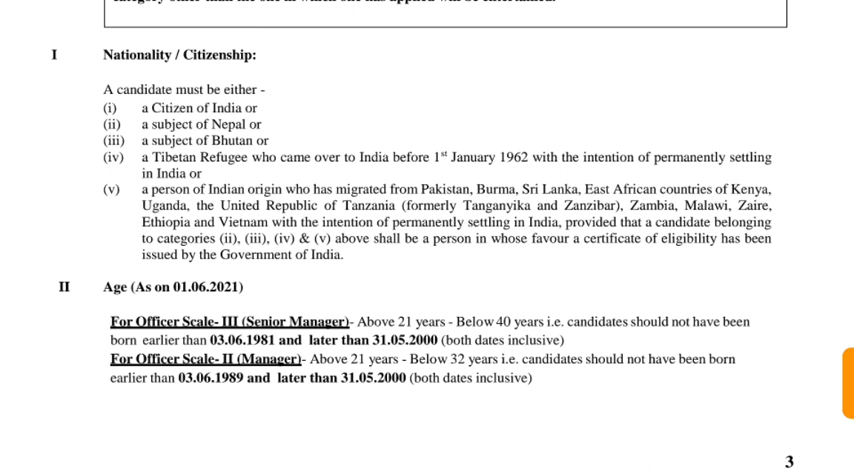 I Nationality / Citizenship:
A candidate must be either -
(i) a Citizen of India or
(ii) a subject of Nepal or
(iii) a subject of Bhutan or
(iv) a Tibetan Refugee who came over to India before 1st January 1962 with the intention of permanently settling
in India or
(v) a person of Indian origin who has migrated from Pakistan, Burma, Sri Lanka, East African countries of Kenya,
Uganda, the United Republic of Tanzania (formerly Tanganyika and Zanzibar), Zambia, Malawi, Zaire,
Ethiopia and Vietnam with the intention of permanently settling in India, provided that a candidate belonging
to categories (ii), (iii), (iv) & (v) above shall be a person in whose favour a certificate of eligibility has been
issued by the Government of India.
II Age (As on 01.06.2021)
For Officer Scale- III (Senior Manager)- Above 21 years - Below 40 years i.e. candidates should not have been
born earlier than 03.06.1981 and later than 31.05.2000 (both dates inclusive)
For Officer Scale- II (Manager)- Above 21 years - Below 32 years i.e. candidates should not have been born
earlier than 03.06.1989 and later than 31.05.2000 (both dates inclusive)
3